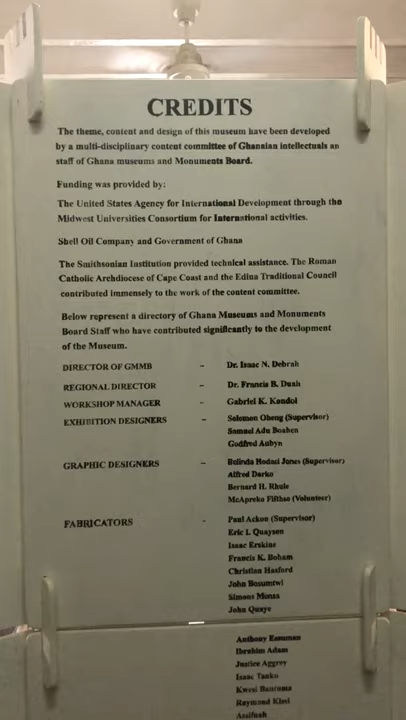 CREDITS
The theme, content and design of this museum have been developed
by a multi-disciplinary content committee of Ghanaian intellectuals an
staff of Ghana museums and Monuments Board.
Funding was provided by:
The United States Agency for International Development through the
Midwest Universities Consortium for International activities.
Shell Oil Company and Government of Ghana
The Smithsonian Institution provided technical assistance. The Roman
Catholic Archdiocese of Cape Coast and the Edina Traditional Council
contributed immensely to the work of the content committee.
Below represent a directory of Ghana Museums and Monuments
Board Staff who have contributed significantly to the development
of the Museum.
DIRECTOR OF GMMB - Dr. Isaac N. Debrah
REGIONAL DIRECTOR - Dr. Francis B. Duah
WORKSHOP MANAGER - Gabriel K.
EXHIBITION DESIGNERS - Solomon Obeng (Supervisor)
Samuel Adu Boahen
Godfred Aubyn
GRAPHIC DESIGNERS - Belinda Jones (Supervisor)
Alfred Darko
Bernard H. Rhule
McApreko Fifthso (Volunteer)
FABRICATORS - Paul Ackon (Supervisor)
Eric I. Quayson
Isaac Erskine
Francis K. Boham
Christian Hasford
John Bosumtwi
Simons
John Quaye
Anthony Essuman
Ibrahim Adam
Justice Aggrey
Isaac Tanko
Kwesi Bentoma
Raymond Kissi